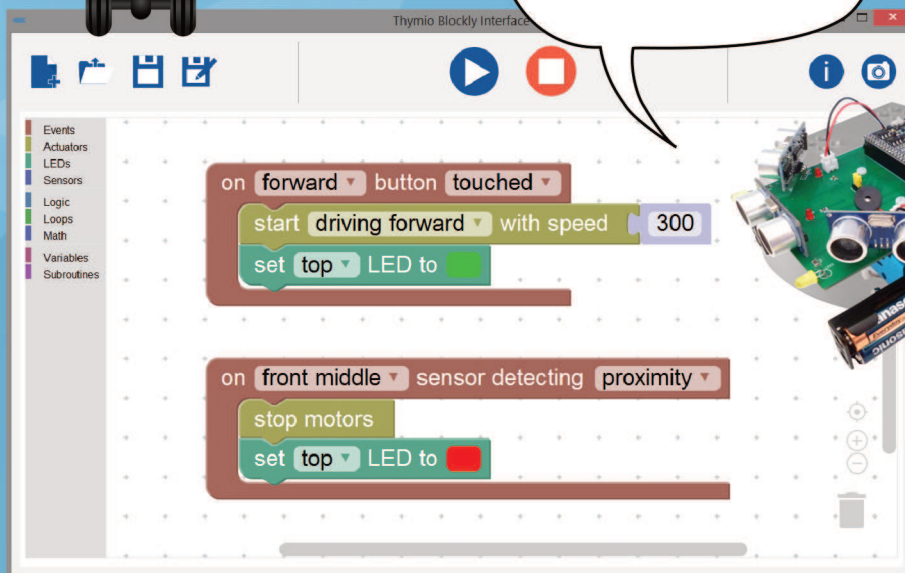 Thymio Blockly Interface
Events
Actuators
LEDs
Sensors
Logic
Loops
Math
Variables
Subroutines
on forward button touched
start driving forward with speed 300
set top LED to
on front middle sensor detecting proximity
stop motors
set top LED to